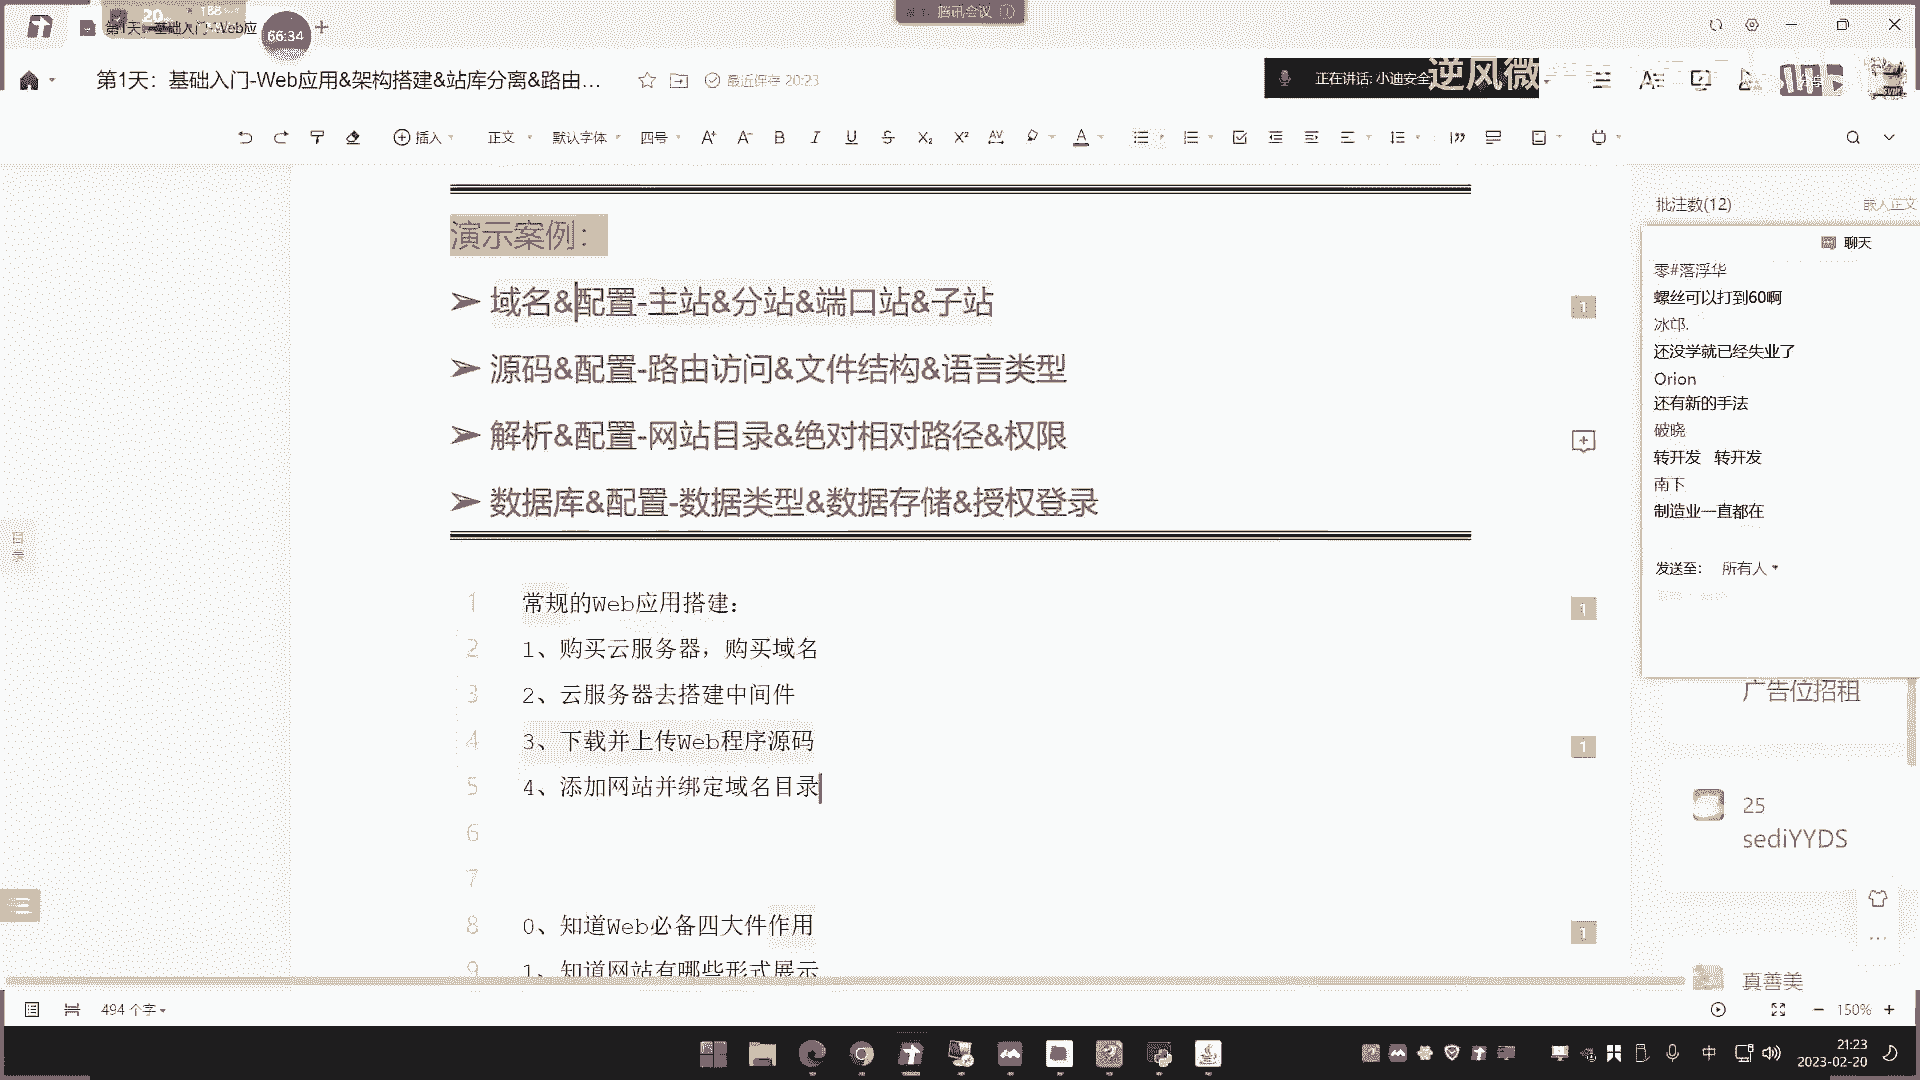 第1天: 基础入门-Web应
66:34
腾讯会议
第1天：基础入门-Web应用&架构搭建&站库分离&路由...
最近保存 20:23
正在讲话: 小迪安全
逆风微
插入
正文
默认字体
四号
演示案例：
➢ 域名&配置-主站&分站&端口站&子站
➢ 源码&配置-路由访问&文件结构&语言类型
➢ 解析&配置-网站目录&绝对相对路径&权限
➢ 数据库&配置-数据类型&数据存储&授权登录
1 常规的Web应用搭建：
2 1、购买云服务器，购买域名
3 2、云服务器去搭建中间件
4 3、下载并上传Web程序源码
5 4、添加网站并绑定域名目录
6
7
8 0、知道Web必备四大件作用
9 1、知道网站有哪些形式展示
目录
批注数(12)
嵌入正文
聊天
零#落浮华
螺丝可以打到60啊
冰邙.
还没学就已经失业了
Orion
还有新的手法
破晓
转开发 转开发
南下
制造业一直都在
发送至： 所有人
广告位招租
25
sediYYDS
真善美
494 个字
150%
中
21:23
2023-02-20